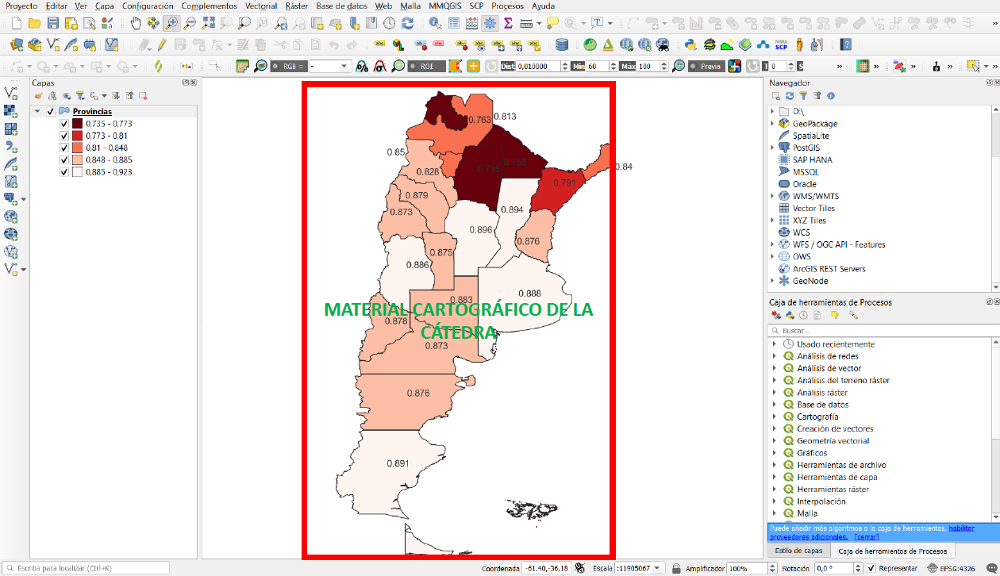 Proyecto Editar Ver Capa Configuración Complementos Vectorial Ráster Base de datos Web Malla MMQGIS SCP Procesos Ayuda
RGB = - ROI Dist 0,010000 Mín 60 Máx 100 Previa T 0 S
Capas
Provincias
0,735 - 0,773
0,773 - 0,81
0,81 - 0,848
0,848 - 0,885
0,885 - 0,923
0.763
0.813
0.85
0.758
0.735
0.828
0.84
0.791
0.879
0.894
0.873
0.896
0.876
0.875
0.886
0.888
0.883
MATERIAL CARTOGRÁFICO DE LA
CÁTEDRA
0.878
0.873
0.876
0.891
Navegador
D:\
GeoPackage
SpatiaLite
PostGIS
SAP HANA
MSSQL
Oracle
WMS/WMTS
Vector Tiles
XYZ Tiles
WCS
WFS / OGC API - Features
OWS
ArcGIS REST Servers
GeoNode
Caja de herramientas de Procesos
Buscar...
Usado recientemente
Análisis de redes
Análisis de vector
Análisis del terreno ráster
Análisis ráster
Base de datos
Cartografía
Creación de vectores
Geometría vectorial
Gráficos
Herramientas de archivo
Herramientas de capa
Herramientas ráster
Interpolación
Malla
Puede añadir más algoritmos a la caja de herramientas, habilitar
proveedores adicionales. [cerrar]
Estilo de capas Caja de herramientas de Procesos
Escriba para localizar (Ctrl+K) Coordenada -61.40,-36.18 Escala :11905067 Amplificador 100% Rotación 0,0 ° Representar EPSG:4326